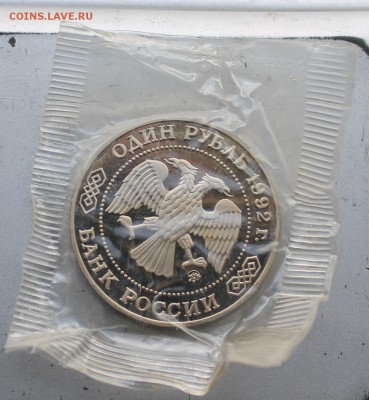 COINS.LAVE.RU
ОДИН РУБЛЬ 1992 г.
БАНК РОССИИ